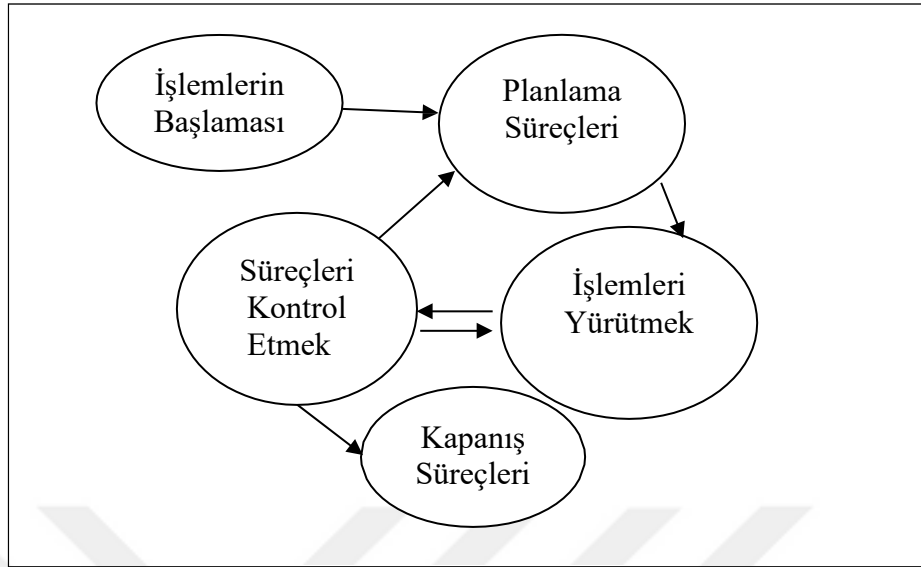 İşlemlerin
Başlaması
Planlama
Süreçleri
Süreçleri
Kontrol
Etmek
İşlemleri
Yürütmek
Kapanış
Süreçleri